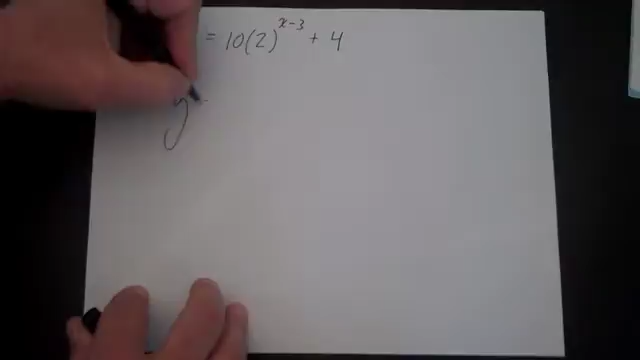 = 10(2)^{x-3} + 4
y